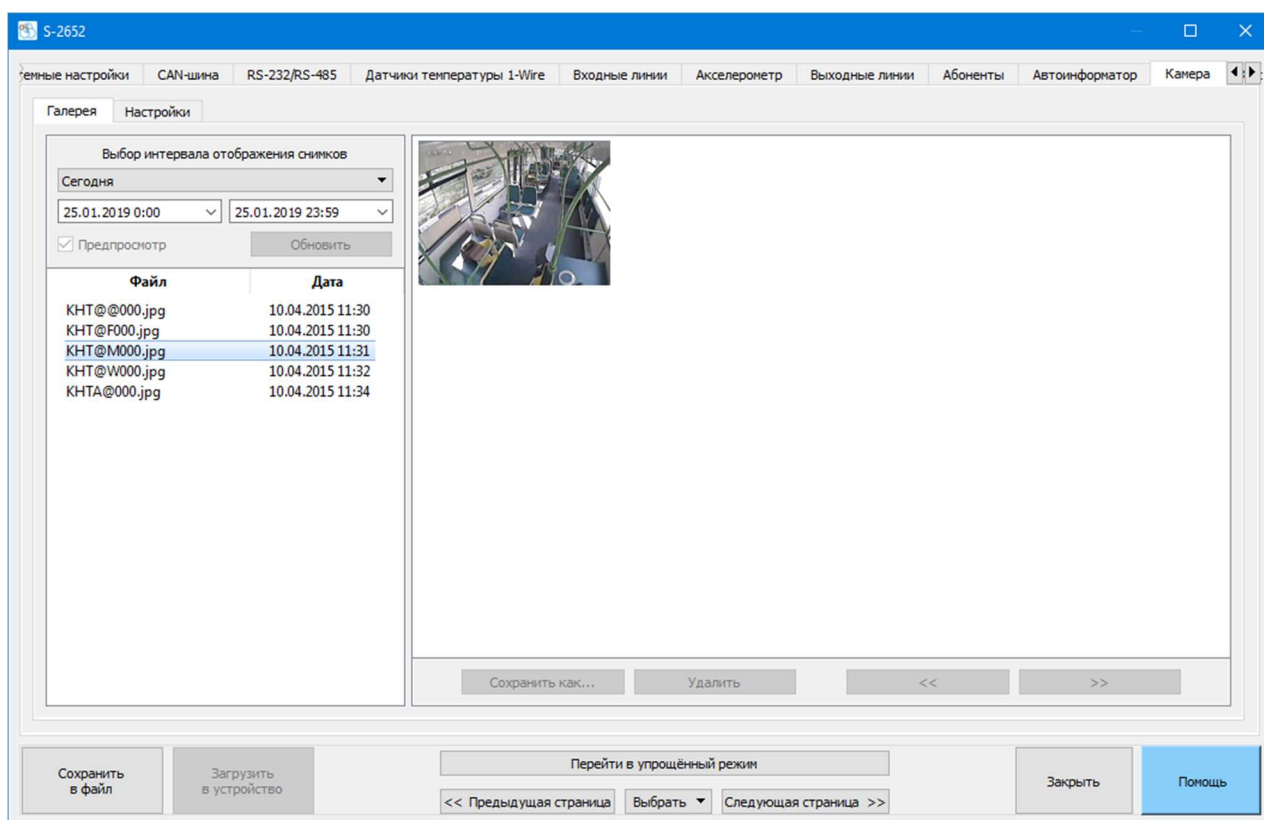 S-2652
емные настройки CAN-шина RS-232/RS-485 Датчики температуры 1-Wire Входные линии Акселерометр Выходные линии Абоненты Автоинформатор Камера
Галерея Настройки
Выбор интервала отображения снимков
Сегодня
25.01.2019 0:00 25.01.2019 23:59
Предпросмотр Обновить
Файл Дата
KHT@@000.jpg 10.04.2015 11:30
KHT@F000.jpg 10.04.2015 11:30
KHT@M000.jpg 10.04.2015 11:31
KHT@W000.jpg 10.04.2015 11:32
KHTA@000.jpg 10.04.2015 11:34
Сохранить как... Удалить << >>
Сохранить
в файл
Загрузить
в устройство
Перейти в упрощённый режим
<< Предыдущая страница Выбрать Следующая страница >>
Закрыть
Помощь